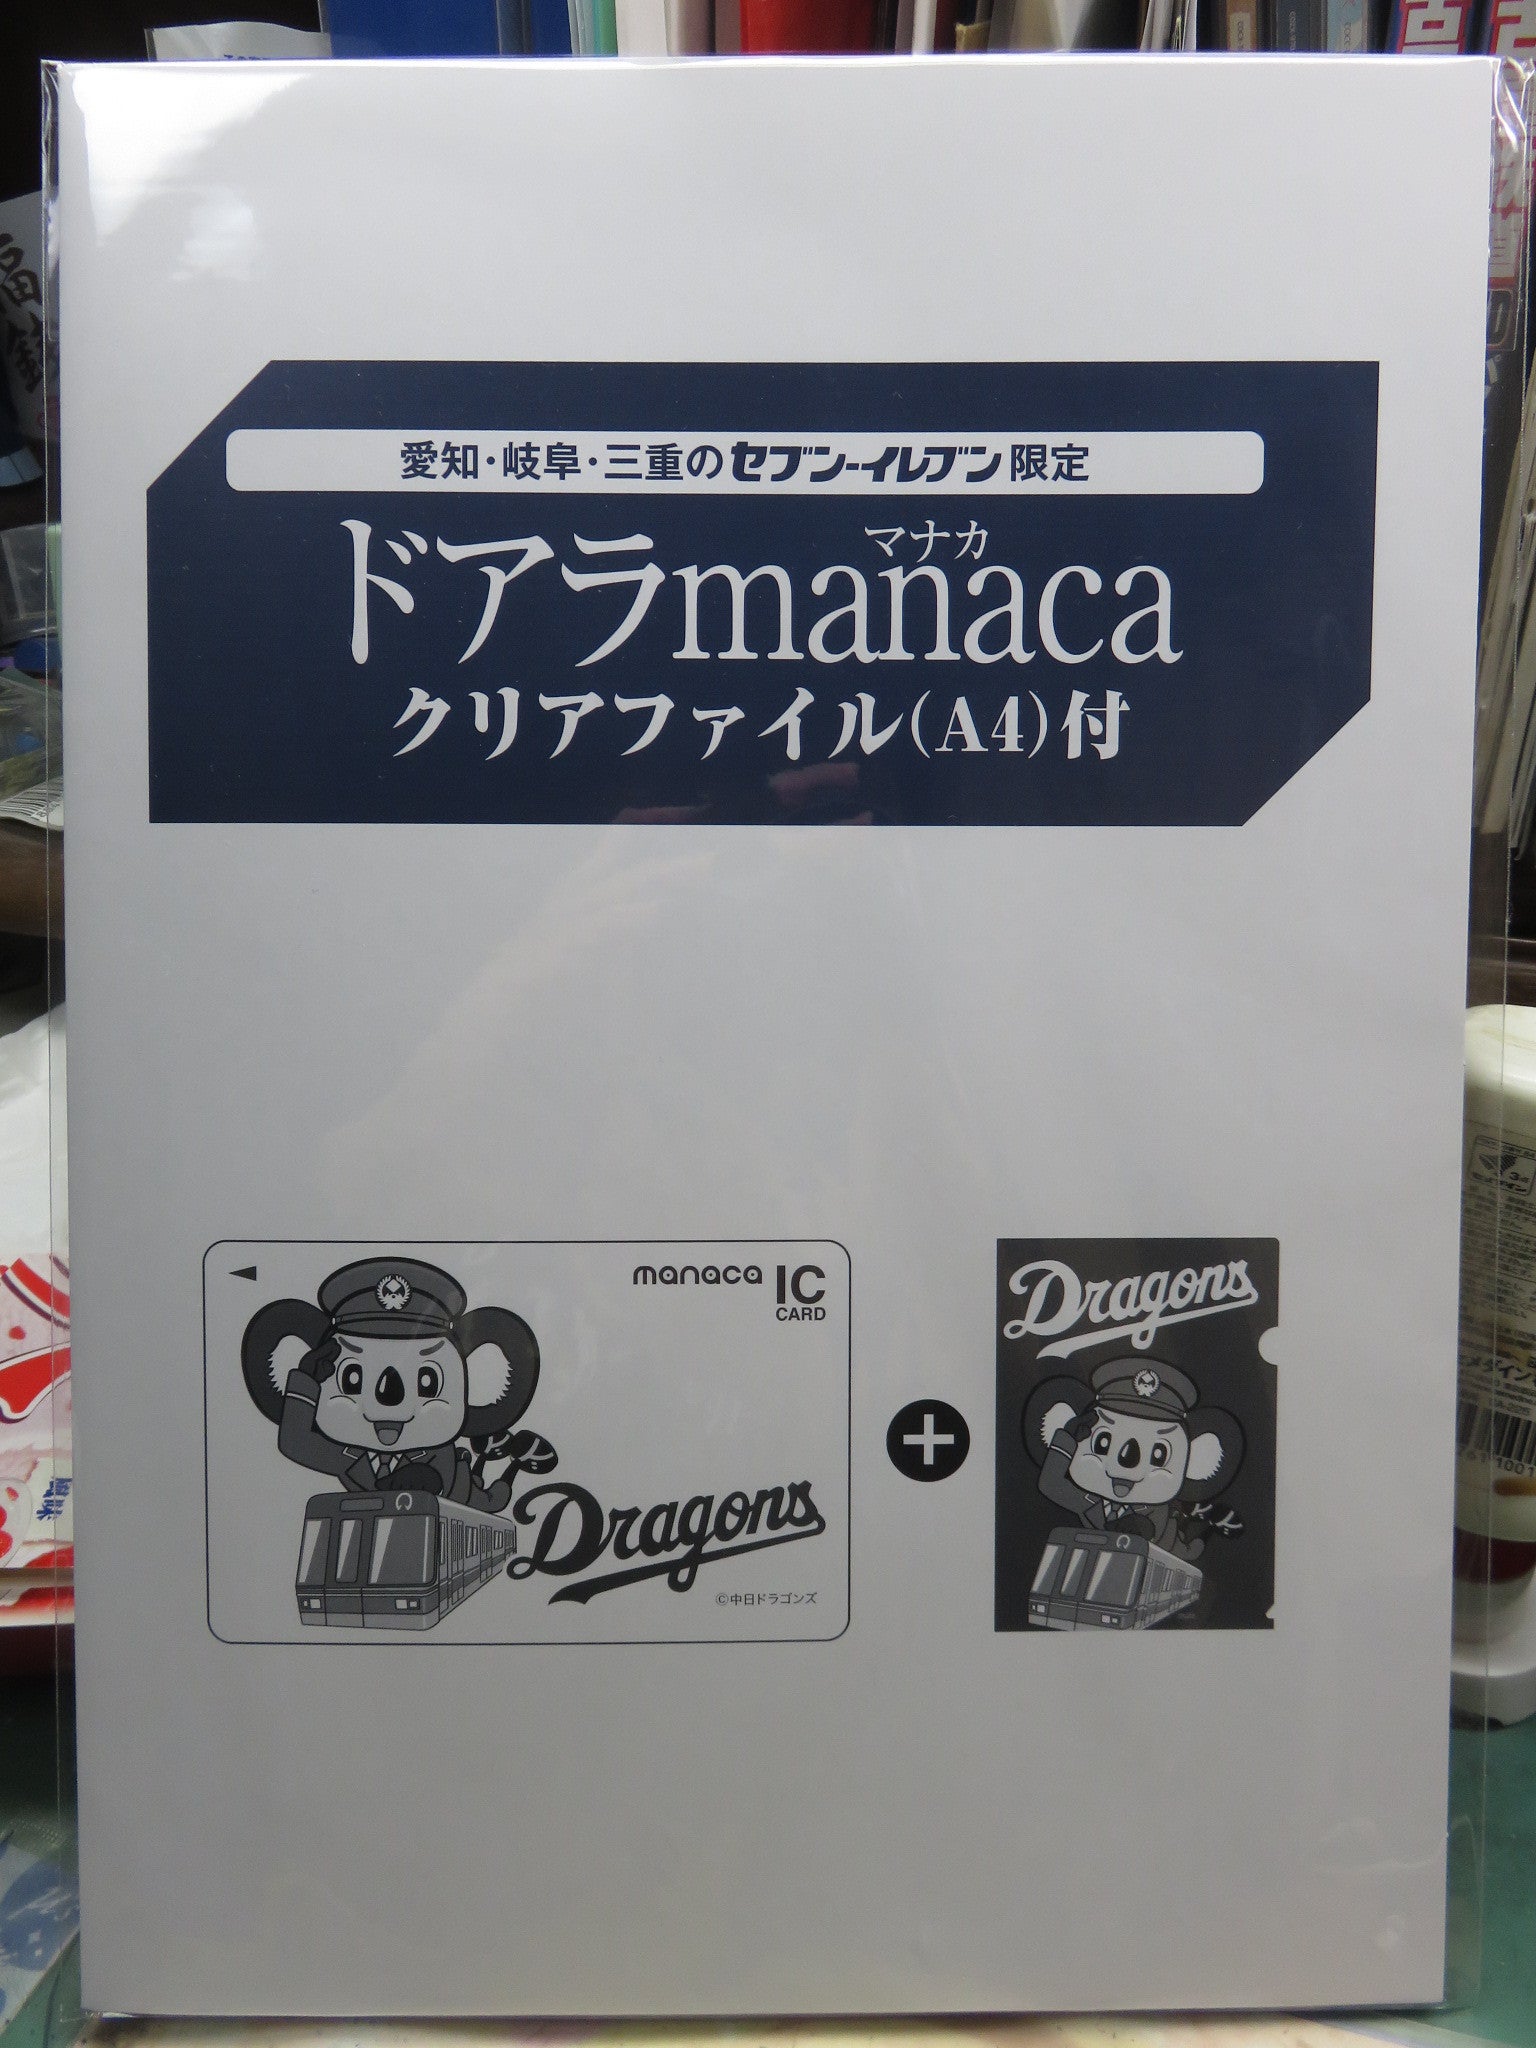 愛知・岐阜・三重のセブン-イレブン限定
マナカ
ドアラmanaca
クリアファイル(A4)付
manaca IC
CARD
Dragons
©中日ドラゴンズ
+
Dragons